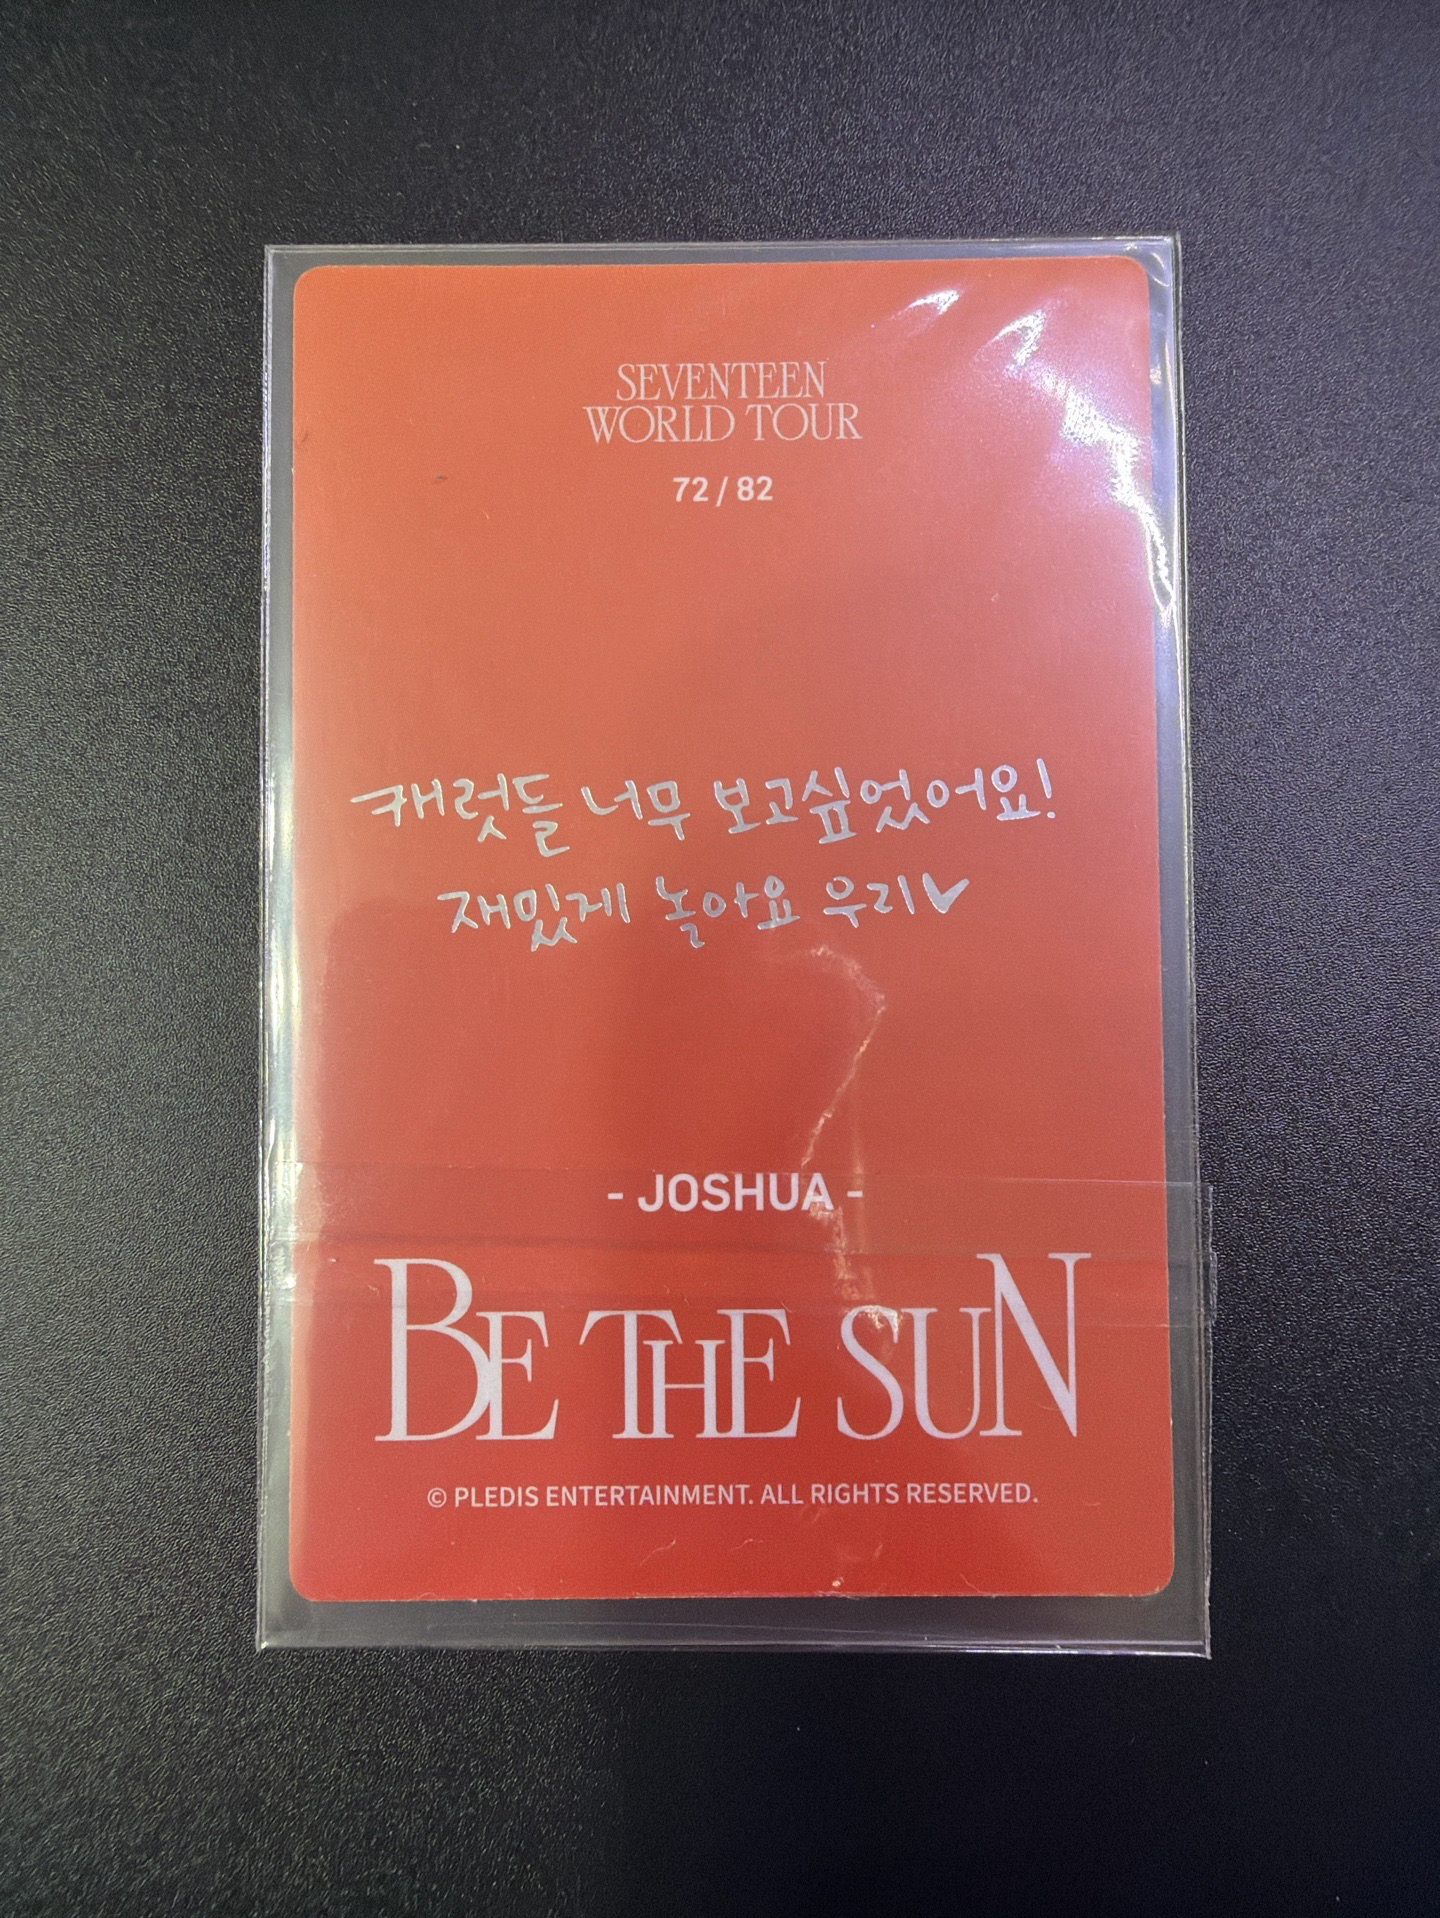 SEVENTEEN
WORLD TOUR
72 / 82
캐럿들 너무 보고싶었어요!
재밌게 놀아요 우리♥
- JOSHUA -
BE THE SUN
© PLEDIS ENTERTAINMENT. ALL RIGHTS RESERVED.